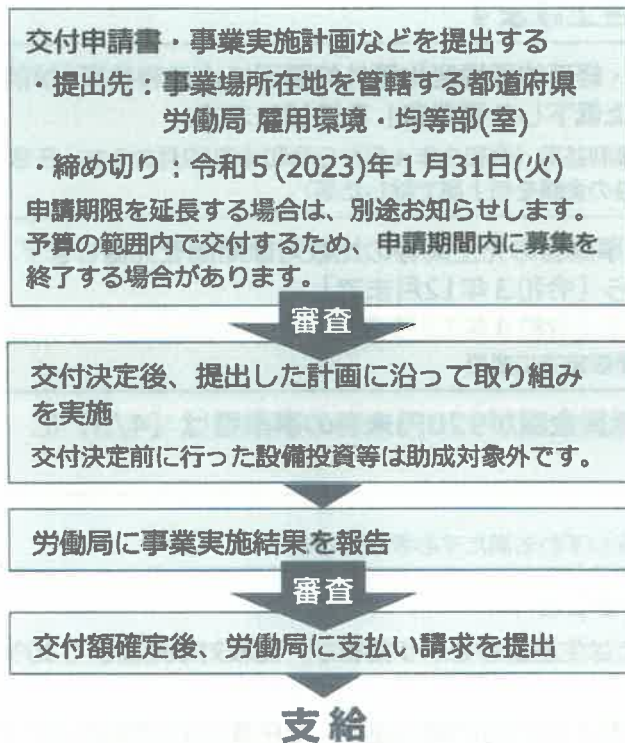 交付申請書・事業実施計画などを提出する
・提出先：事業場所在地を管轄する都道府県
労働局 雇用環境・均等部(室)
・締め切り：令和５(2023)年１月31日(火)
申請期限を延長する場合は、別途お知らせします。
予算の範囲内で交付するため、申請期間内に募集を
終了する場合があります。
審査
交付決定後、提出した計画に沿って取り組み
を実施
交付決定前に行った設備投資等は助成対象外です。
労働局に事業実施結果を報告
審査
交付額確定後、労働局に支払い請求を提出
支給